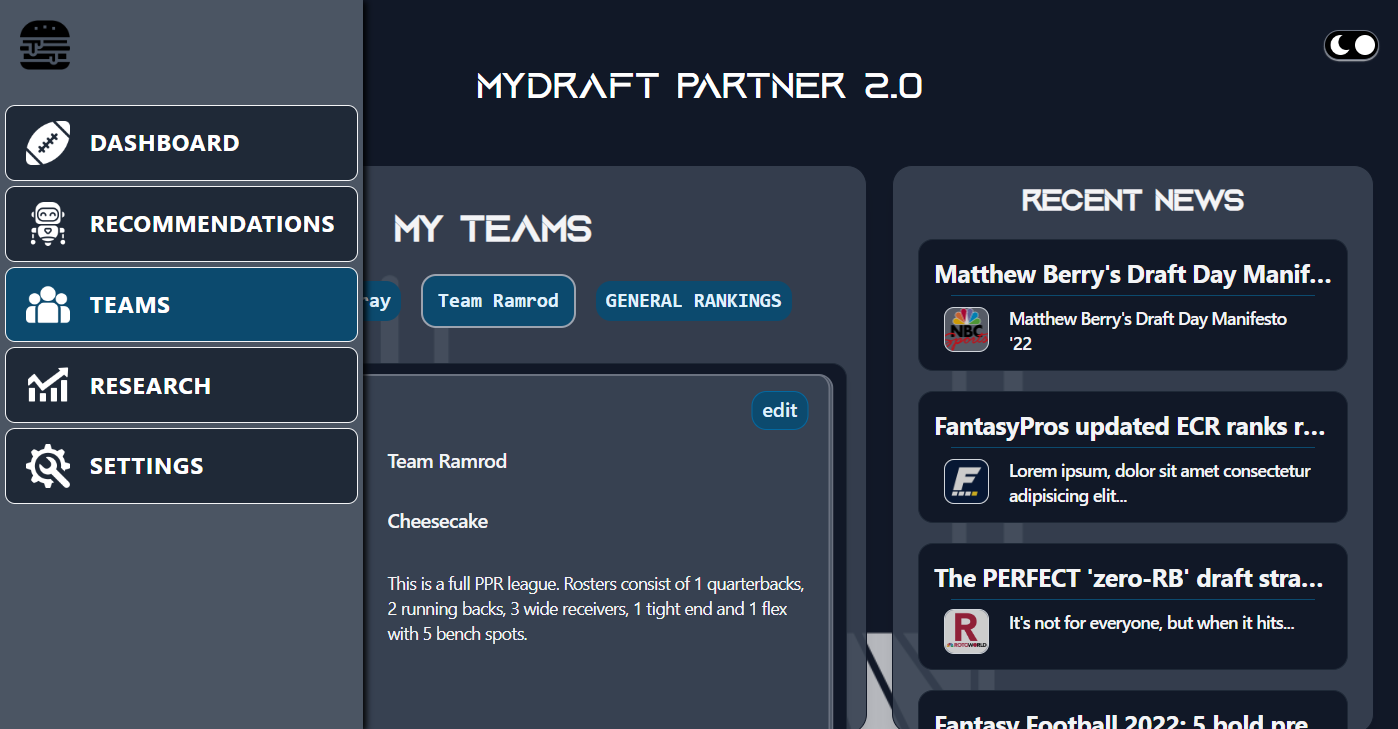 MYDRAFT PARTNER 2.0
DASHBOARD
RECOMMENDATIONS
TEAMS
RESEARCH
SETTINGS
MY TEAMS
ray
Team Ramrod
GENERAL RANKINGS
edit
Team Ramrod
Cheesecake
This is a full PPR league. Rosters consist of 1 quarterbacks,
2 running backs, 3 wide receivers, 1 tight end and 1 flex
with 5 bench spots.
RECENT NEWS
Matthew Berry's Draft Day Manif...
NBC
sports
Matthew Berry's Draft Day Manifesto
'22
FantasyPros updated ECR ranks r...
F
Lorem ipsum, dolor sit amet consectetur
adipisicing elit...
The PERFECT 'zero-RB' draft stra...
R
ROTOWORLD
It's not for everyone, but when it hits...
Fantasy Football 2022: 5 bold pre...